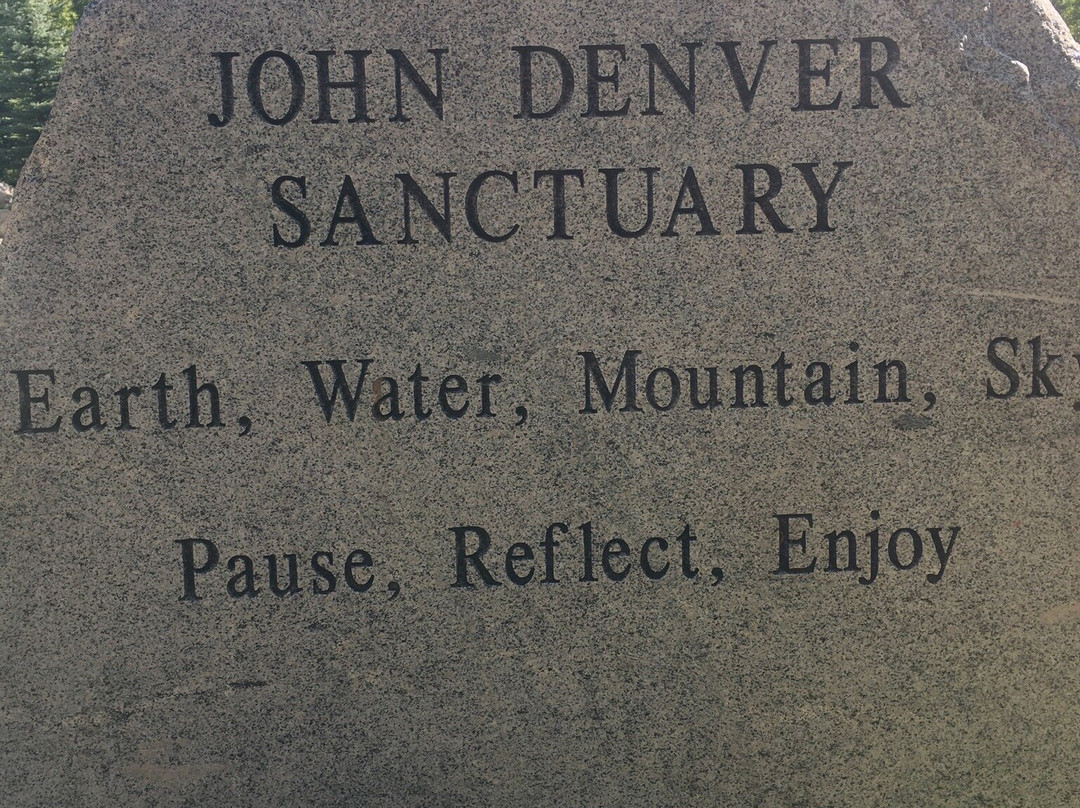 JOHN DENVER
SANCTUARY
Earth, Water, Mountain, Sky
Pause, Reflect, Enjoy